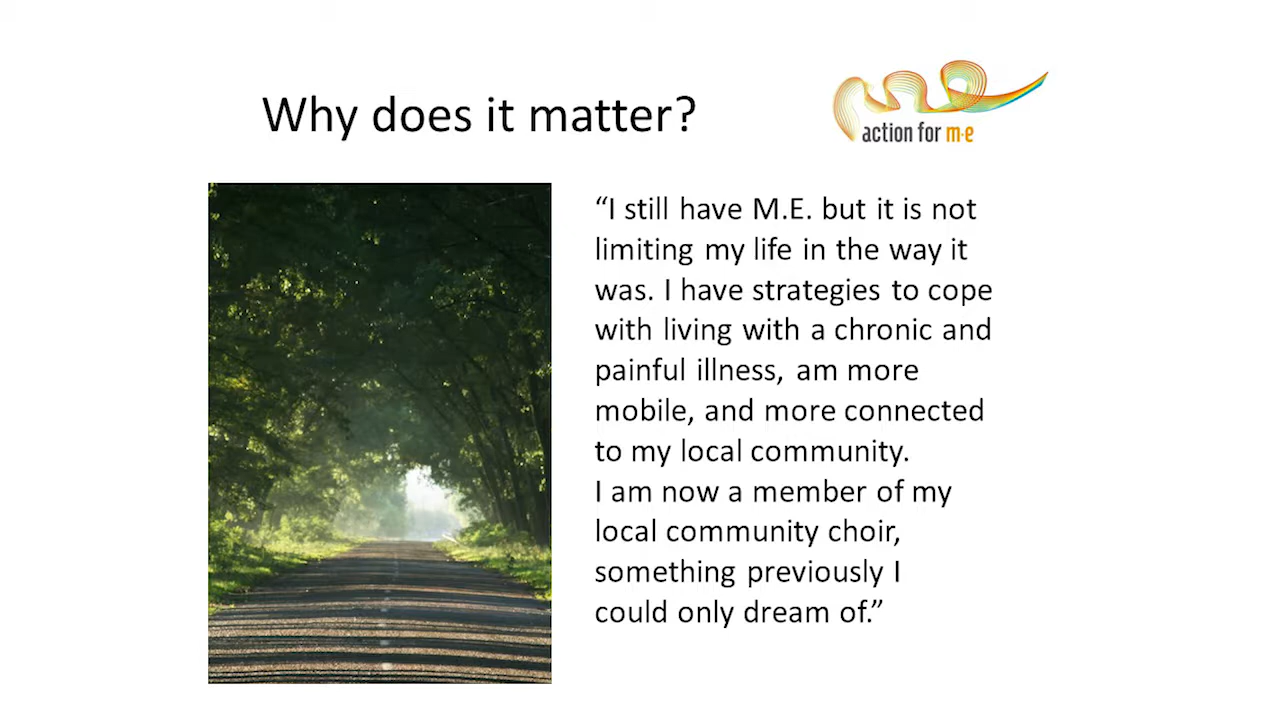 Why does it matter?
action for m·e
“I still have M.E. but it is not
limiting my life in the way it
was. I have strategies to cope
with living with a chronic and
painful illness, am more
mobile, and more connected
to my local community.
I am now a member of my
local community choir,
something previously I
could only dream of.”